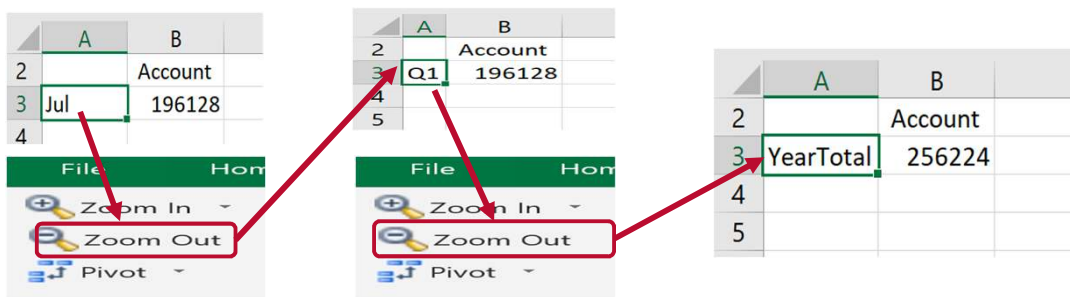 A B
2 Account
3 Jul 196128
4
File Hom
Zoom In
Zoom Out
Pivot
A B
2 Account
3 Q1 196128
4
5
File Hom
Zoom In
Zoom Out
Pivot
A B
2 Account
3 YearTotal 256224
4
5